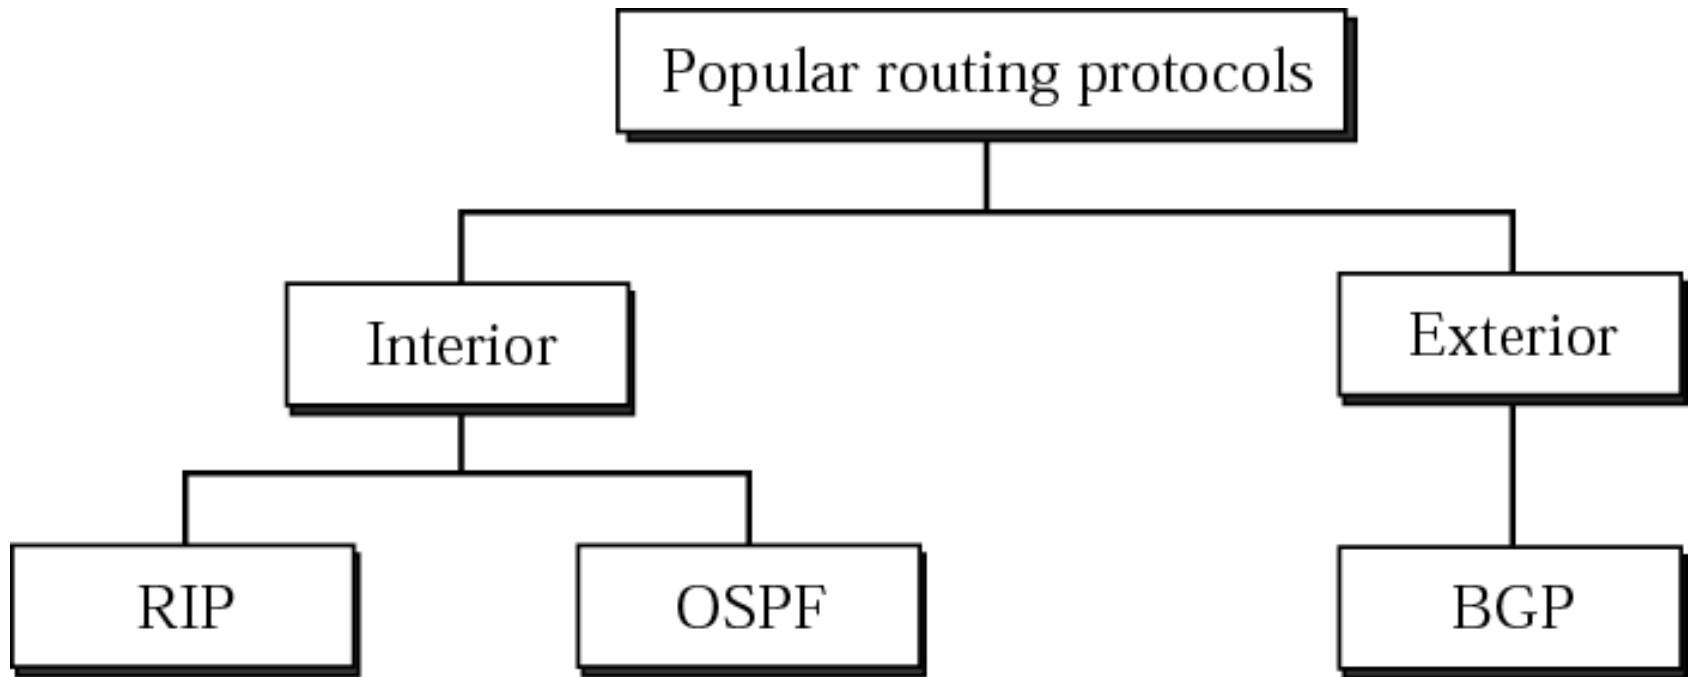 Popular routing protocols
Interior
Exterior
RIP
OSPF
BGP